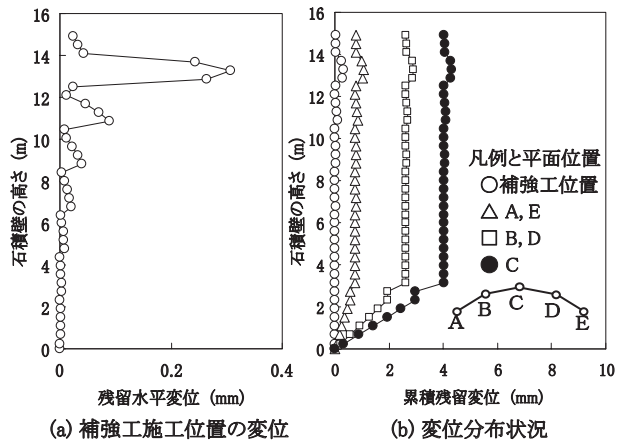 16
14
12
10
8
6
4
2
0
石積壁の高さ (m)
0
0.2
0.4
残留水平変位 (mm)
(a) 補強工施工位置の変位
16
14
12
10
8
6
4
2
0
石積壁の高さ (m)
凡例と平面位置
補強工位置
A, E
B, D
C
A
B
C
D
E
0
2
4
6
8
10
累積残留変位 (mm)
(b) 変位分布状況